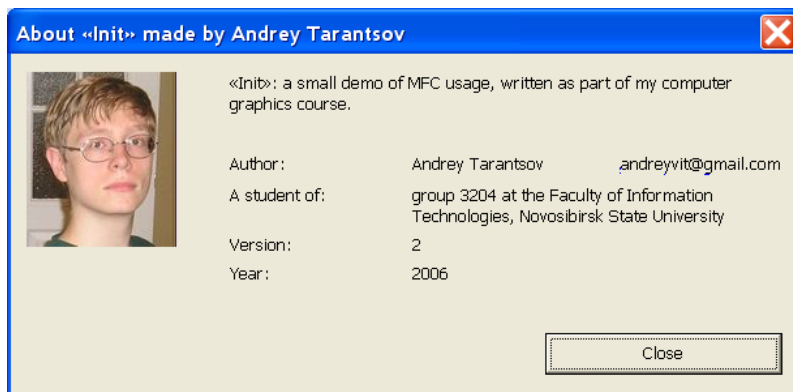 About «Init» made by Andrey Tarantsov
«Init»: a small demo of MFC usage, written as part of my computer
graphics course.
Author: Andrey Tarantsov andreyvit@gmail.com
A student of: group 3204 at the Faculty of Information
Technologies, Novosibirsk State University
Version: 2
Year: 2006
Close